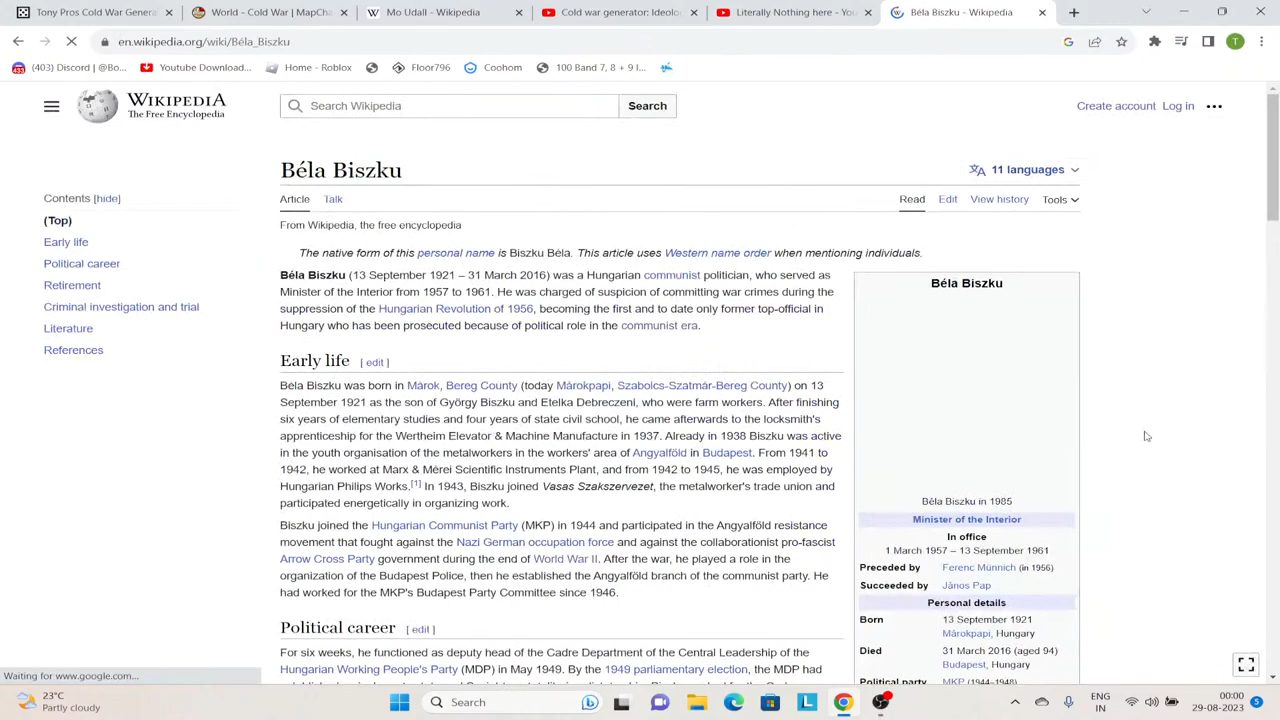 Tony Pros Cold War Generator
World - Cold War | MapCha
Mo Udall - Wikipedia
Cold war generator: Ideolo
Literally Nothing here - You
Béla Biszku - Wikipedia
en.wikipedia.org/wiki/Béla_Biszku
T
(403) Discord | @Bo...
Youtube Download...
Home - Roblox
Floor796
Coohom
100 Band 7, 8 + 9 l...
WIKIPEDIA
The Free Encyclopedia
Search Wikipedia
Search
Create account
Log in
Béla Biszku
11 languages
Contents [hide]
(Top)
Early life
Political career
Retirement
Criminal investigation and trial
Literature
References
Article
Talk
Read
Edit
View history
Tools
From Wikipedia, the free encyclopedia
The native form of this personal name is Biszku Béla. This article uses Western name order when mentioning individuals.
Béla Biszku (13 September 1921 – 31 March 2016) was a Hungarian communist politician, who served as
Minister of the Interior from 1957 to 1961. He was charged of suspicion of committing war crimes during the
suppression of the Hungarian Revolution of 1956, becoming the first and to date only former top-official in
Hungary who has been prosecuted because of political role in the communist era.
Early life [ edit ]
Béla Biszku was born in Márok, Bereg County (today Márokpapi, Szabolcs-Szatmár-Bereg County) on 13
September 1921 as the son of György Biszku and Etelka Debreczeni, who were farm workers. After finishing
six years of elementary studies and four years of state civil school, he came afterwards to the locksmith's
apprenticeship for the Wertheim Elevator & Machine Manufacture in 1937. Already in 1938 Biszku was active
in the youth organisation of the metalworkers in the workers' area of Angyalföld in Budapest. From 1941 to
1942, he worked at Marx & Mérei Scientific Instruments Plant, and from 1942 to 1945, he was employed by
Hungarian Philips Works.[1] In 1943, Biszku joined Vasas Szakszervezet, the metalworker's trade union and
participated energetically in organizing work.
Biszku joined the Hungarian Communist Party (MKP) in 1944 and participated in the Angyalföld resistance
movement that fought against the Nazi German occupation force and against the collaborationist pro-fascist
Arrow Cross Party government during the end of World War II. After the war, he played a role in the
organization of the Budapest Police, then he established the Angyalföld branch of the communist party. He
had worked for the MKP's Budapest Party Committee since 1946.
Political career [ edit ]
For six weeks, he functioned as deputy head of the Cadre Department of the Central Leadership of the
Hungarian Working People's Party (MDP) in May 1949. By the 1949 parliamentary election, the MDP had
Béla Biszku
Béla Biszku in 1985
Minister of the Interior
In office
1 March 1957 – 13 September 1961
Preceded by Ferenc Münnich (in 1956)
Succeeded by János Pap
Personal details
Born 13 September 1921
Márokpapi, Hungary
Died 31 March 2016 (aged 94)
Budapest, Hungary
Political party MKP (1944–1948)
Waiting for www.google.com...
23°C
Partly cloudy
Search
L
ENG
IN
00:00
29-08-2023
5